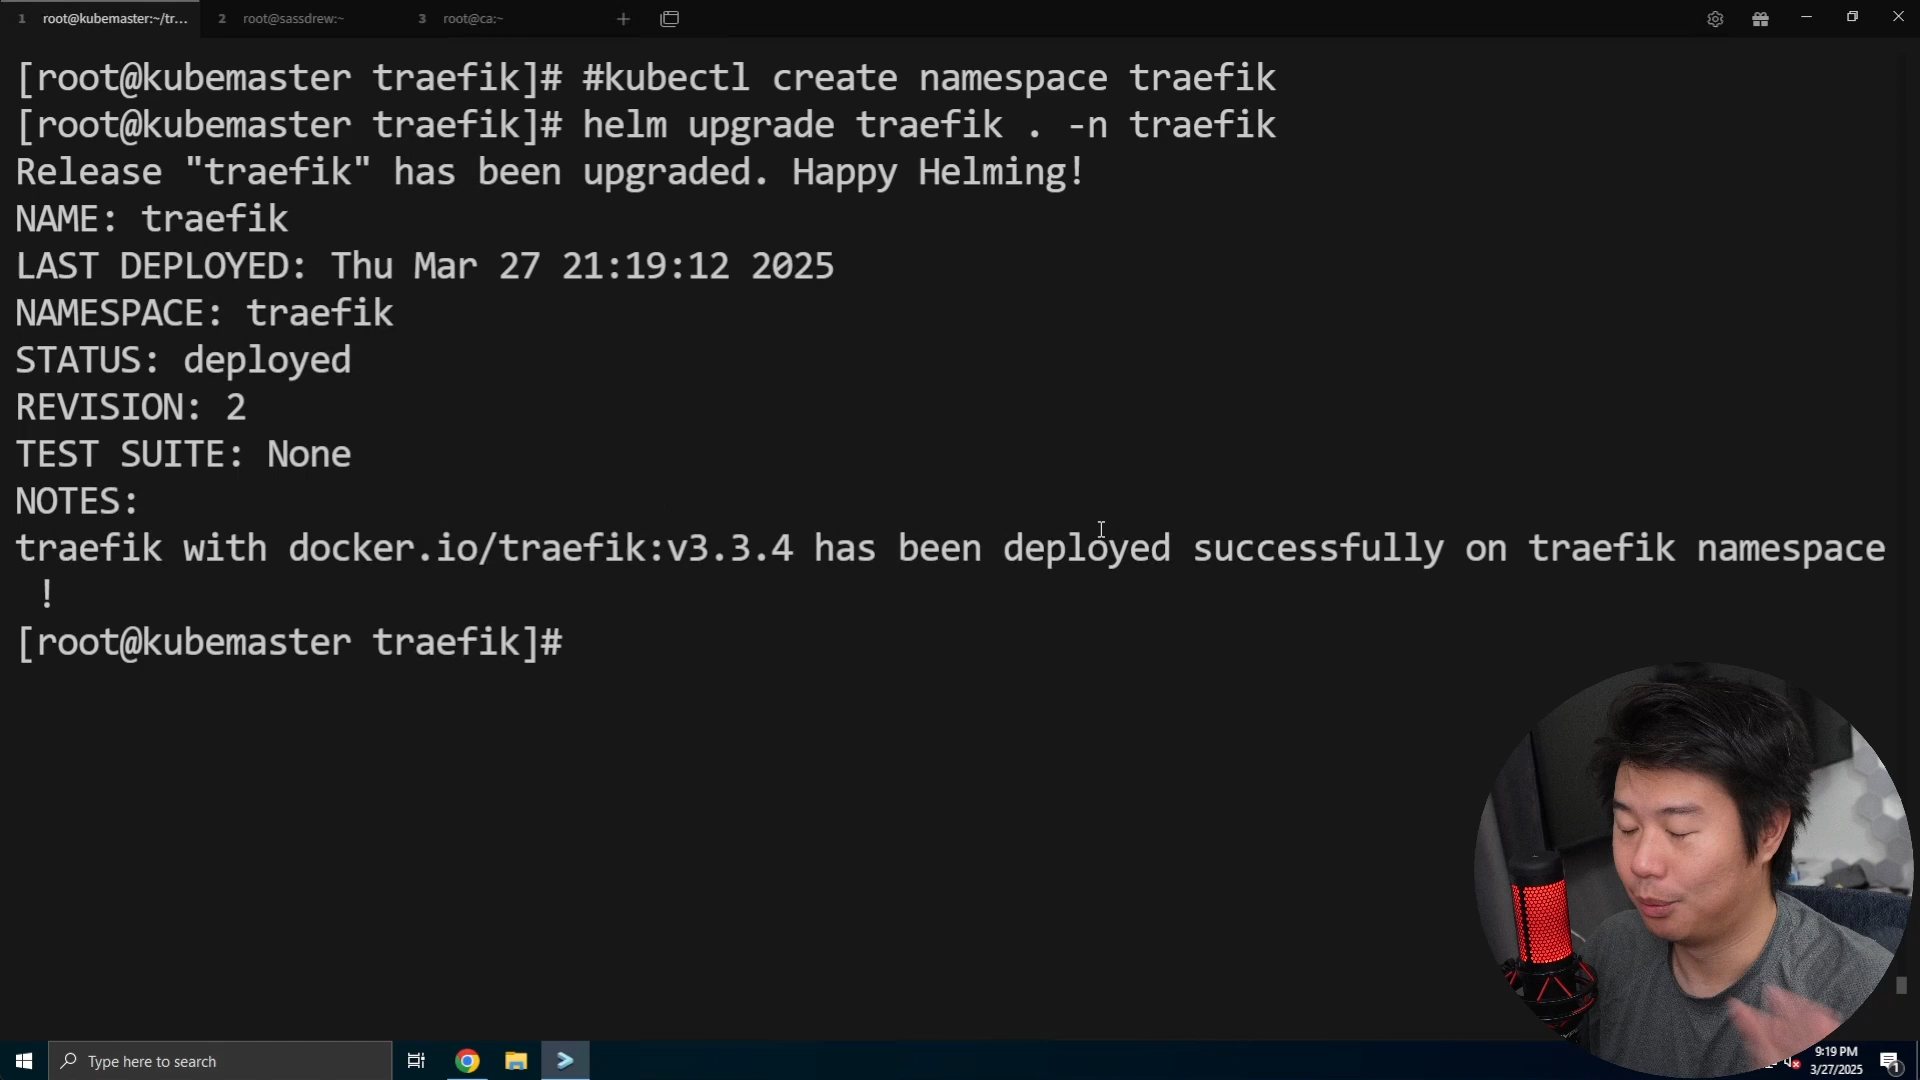 1 root@kubemaster:~/tr... 2 root@sassdrew:~ 3 root@ca:~
[root@kubemaster traefik]# #kubectl create namespace traefik
[root@kubemaster traefik]# helm upgrade traefik . -n traefik
Release "traefik" has been upgraded. Happy Helming!
NAME: traefik
LAST DEPLOYED: Thu Mar 27 21:19:12 2025
NAMESPACE: traefik
STATUS: deployed
REVISION: 2
TEST SUITE: None
NOTES:
traefik with docker.io/traefik:v3.3.4 has been deployed successfully on traefik namespace
!
[root@kubemaster traefik]#
Type here to search
9:19 PM
3/27/2025
1